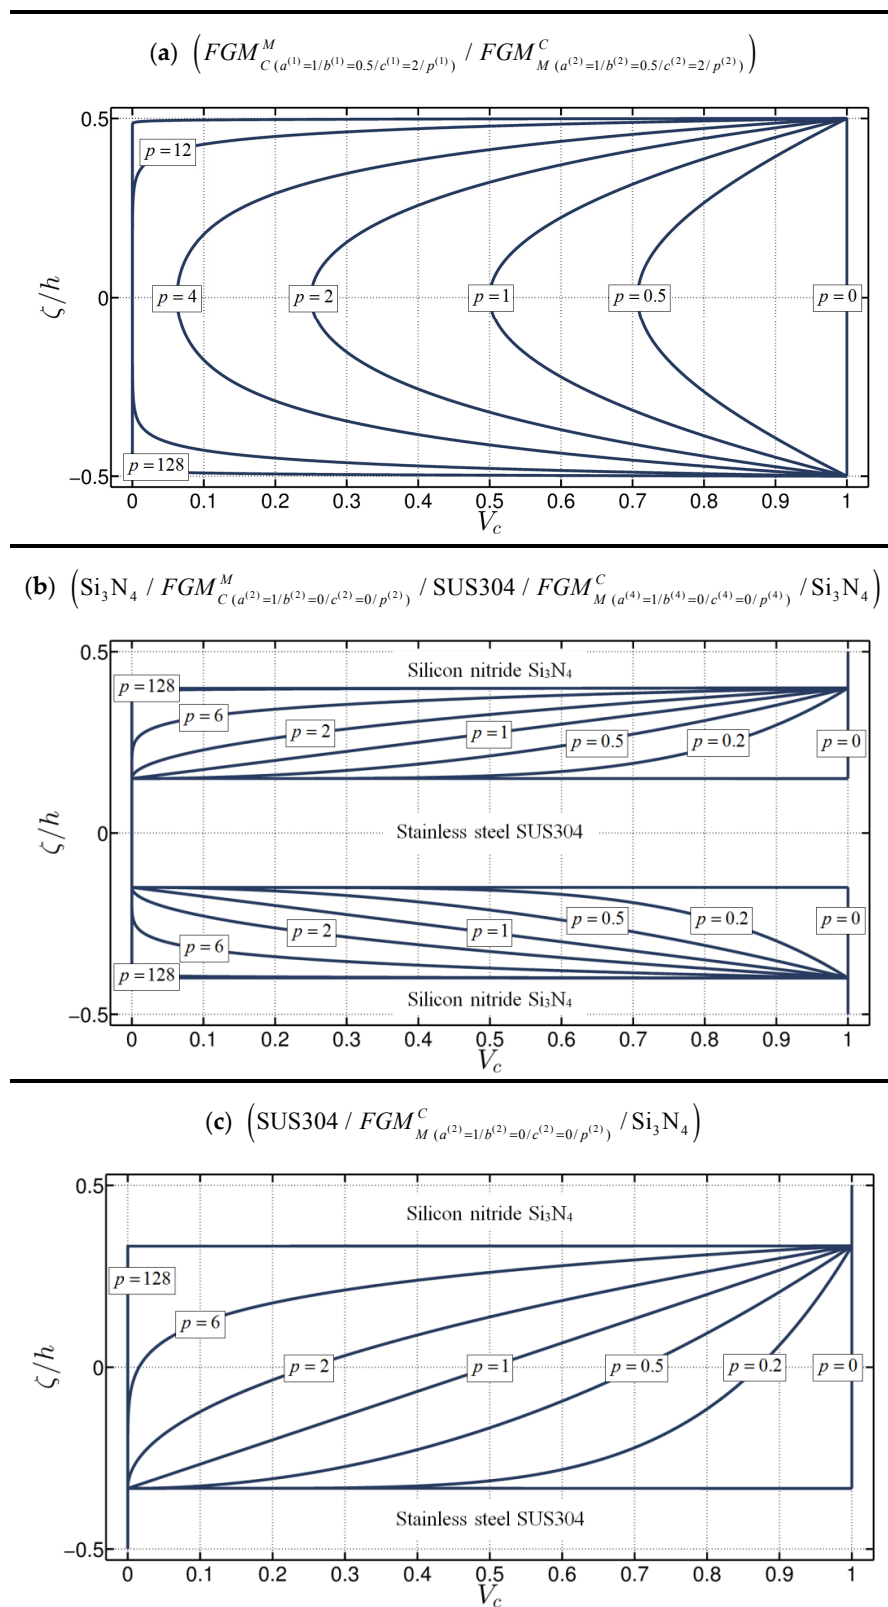 (a) (FGM^M_C (a^(1)=1/b^(1)=0.5/c^(1)=2/p^(1)) / FGM^C_M (a^(2)=1/b^(2)=0.5/c^(2)=2/p^(2)))
0.5
p = 12
ζ/h
0
p = 4
p = 2
p = 1
p = 0.5
p = 0
p = 128
−0.5
0 0.1 0.2 0.3 0.4 0.5 0.6 0.7 0.8 0.9 1
V_c
(b) (Si₃N₄ / FGM^M_C (a^(2)=1/b^(2)=0/c^(2)=0/p^(2)) / SUS304 / FGM^C_M (a^(4)=1/b^(4)=0/c^(4)=0/p^(4)) / Si₃N₄)
0.5
Silicon nitride Si₃N₄
p = 128
p = 6
p = 2
p = 1
p = 0.5
p = 0.2
p = 0
ζ/h
0
Stainless steel SUS304
p = 2
p = 1
p = 0.5
p = 0.2
p = 0
p = 6
p = 128
Silicon nitride Si₃N₄
−0.5
0 0.1 0.2 0.3 0.4 0.5 0.6 0.7 0.8 0.9 1
V_c
(c) (SUS304 / FGM^C_M (a^(2)=1/b^(2)=0/c^(2)=0/p^(2)) / Si₃N₄)
0.5
Silicon nitride Si₃N₄
p = 128
p = 6
ζ/h
0
p = 2
p = 1
p = 0.5
p = 0.2
p = 0
Stainless steel SUS304
−0.5
0 0.1 0.2 0.3 0.4 0.5 0.6 0.7 0.8 0.9 1
V_c